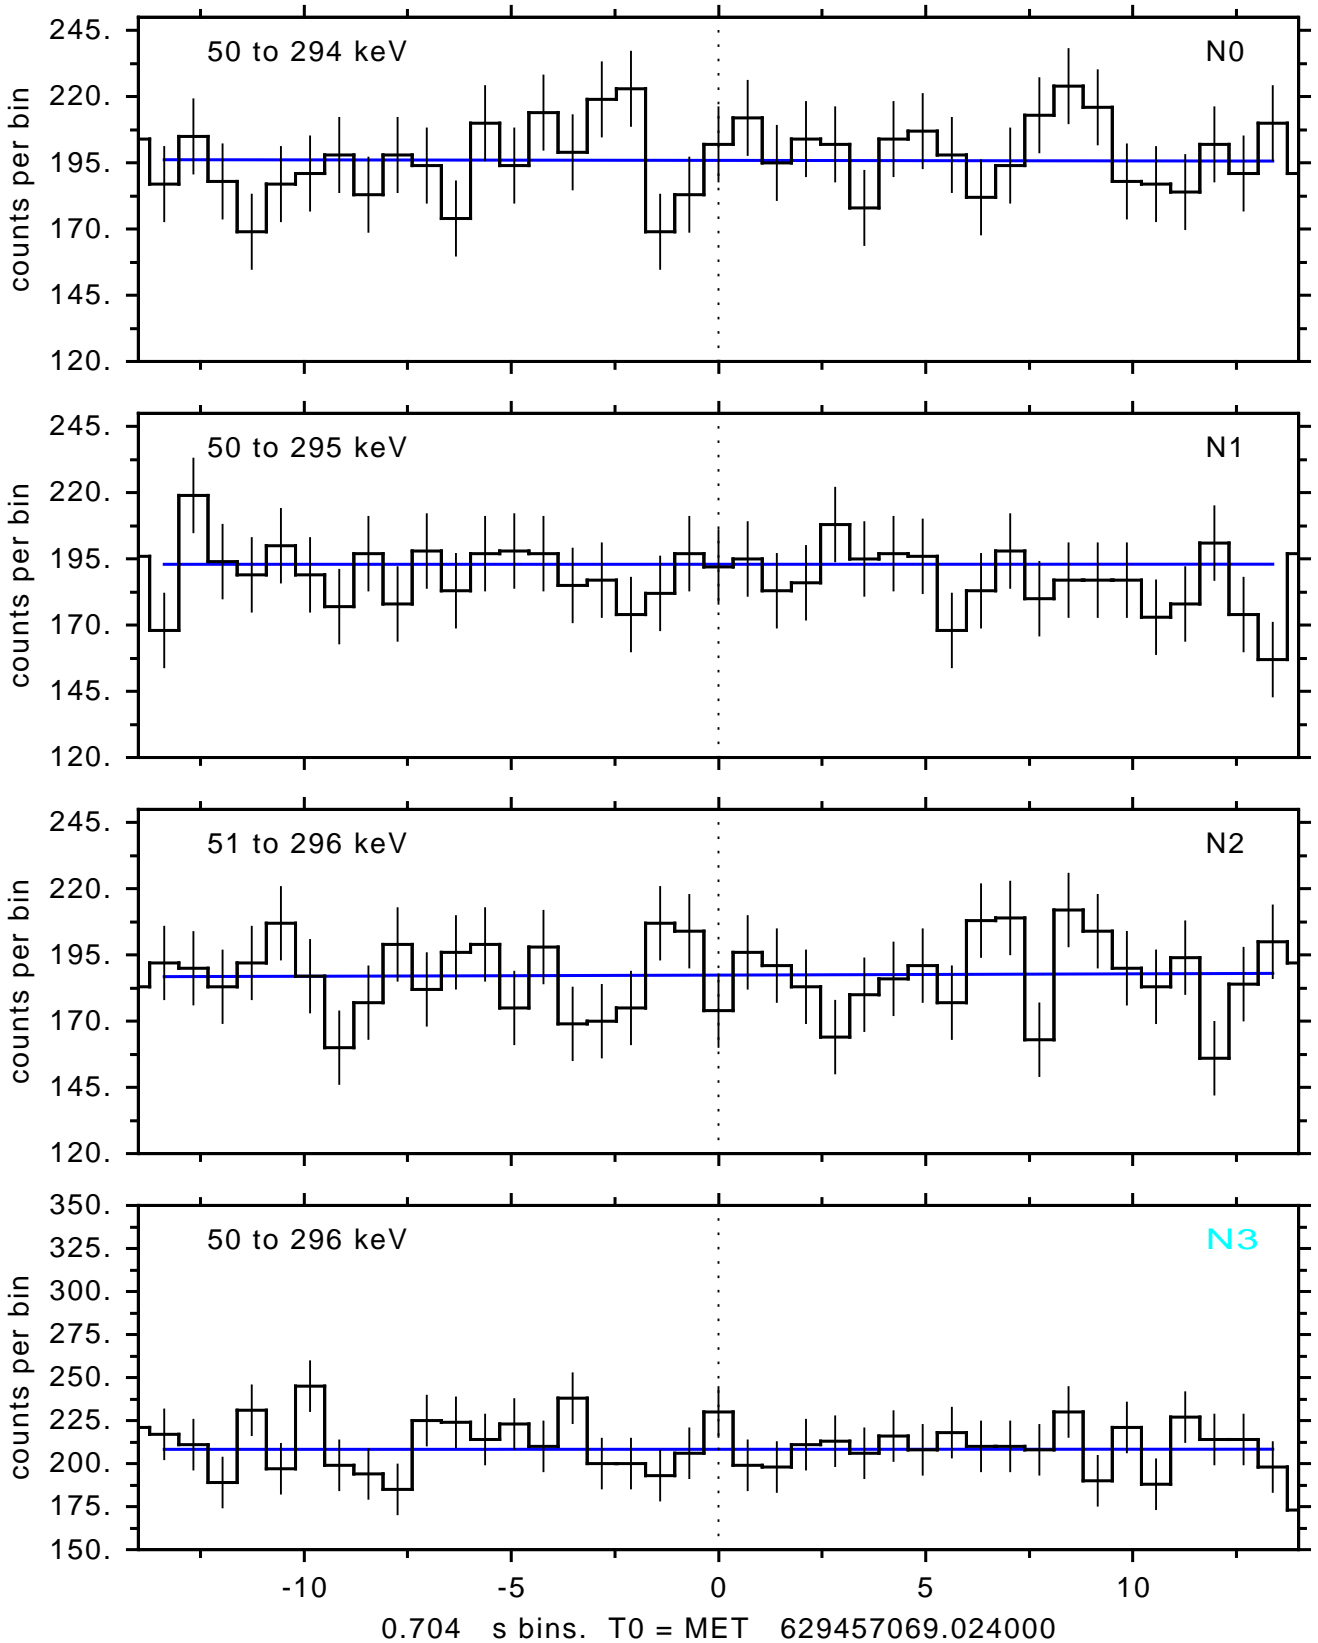 50 to 294 keV N0
245.
220.
195.
170.
145.
120.
counts per bin
50 to 295 keV N1
245.
220.
195.
170.
145.
120.
counts per bin
51 to 296 keV N2
245.
220.
195.
170.
145.
120.
counts per bin
50 to 296 keV N3
350.
325.
300.
275.
250.
225.
200.
175.
150.
counts per bin
-10 -5 0 5 10
0.704 s bins. T0 = MET 629457069.024000